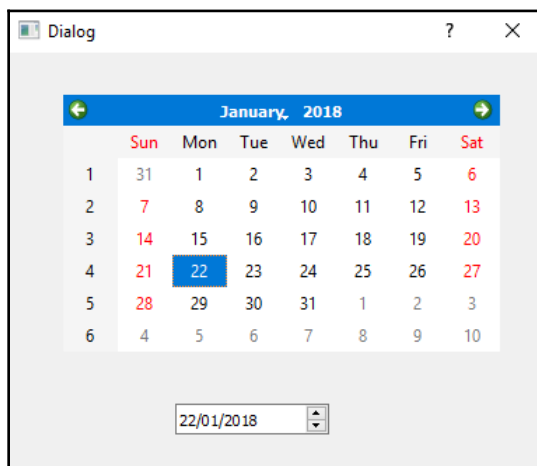 Dialog ?
January, 2018
Sun Mon Tue Wed Thu Fri Sat
1 31 1 2 3 4 5 6
2 7 8 9 10 11 12 13
3 14 15 16 17 18 19 20
4 21 22 23 24 25 26 27
5 28 29 30 31 1 2 3
6 4 5 6 7 8 9 10
22/01/2018